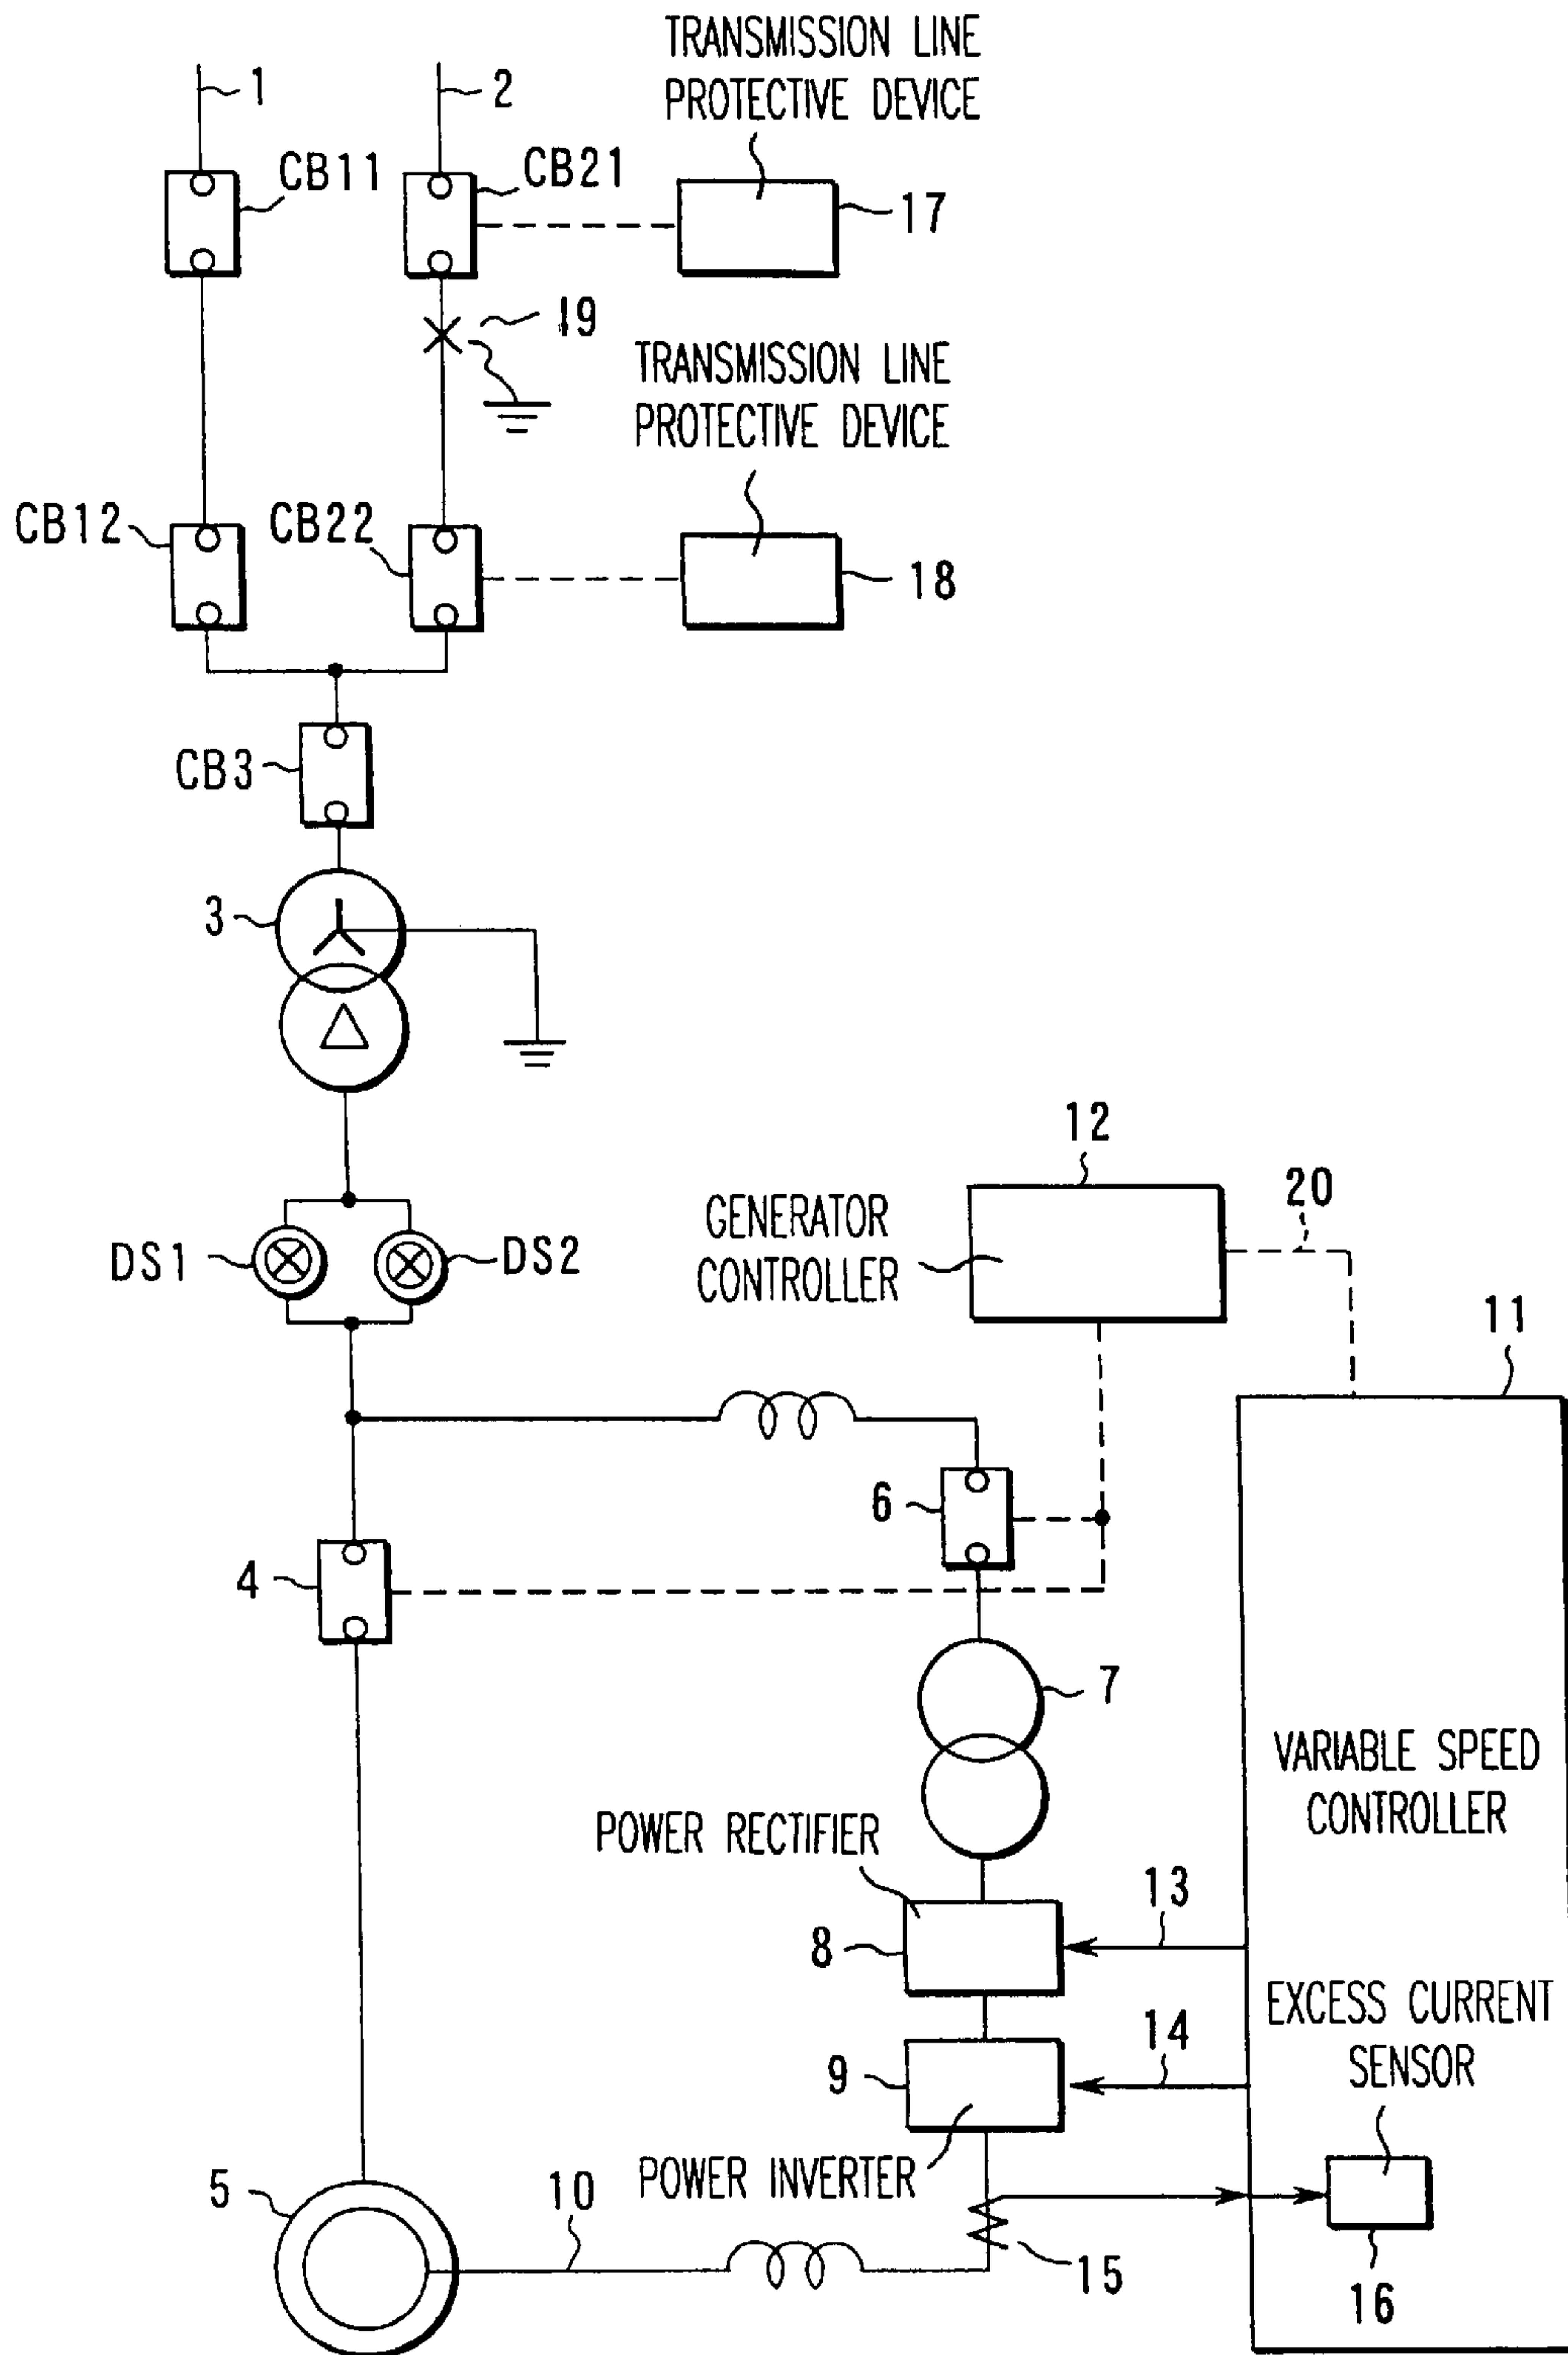 TRANSMISSION LINE
PROTECTIVE DEVICE
1
2
CB11
CB21
17
19
TRANSMISSION LINE
PROTECTIVE DEVICE
CB12
CB22
18
CB3
3
12
GENERATOR
CONTROLLER
20
DS1
DS2
11
6
4
7
VARIABLE SPEED
CONTROLLER
POWER RECTIFIER
13
8
EXCESS CURRENT
SENSOR
14
9
POWER INVERTER
5
10
15
16